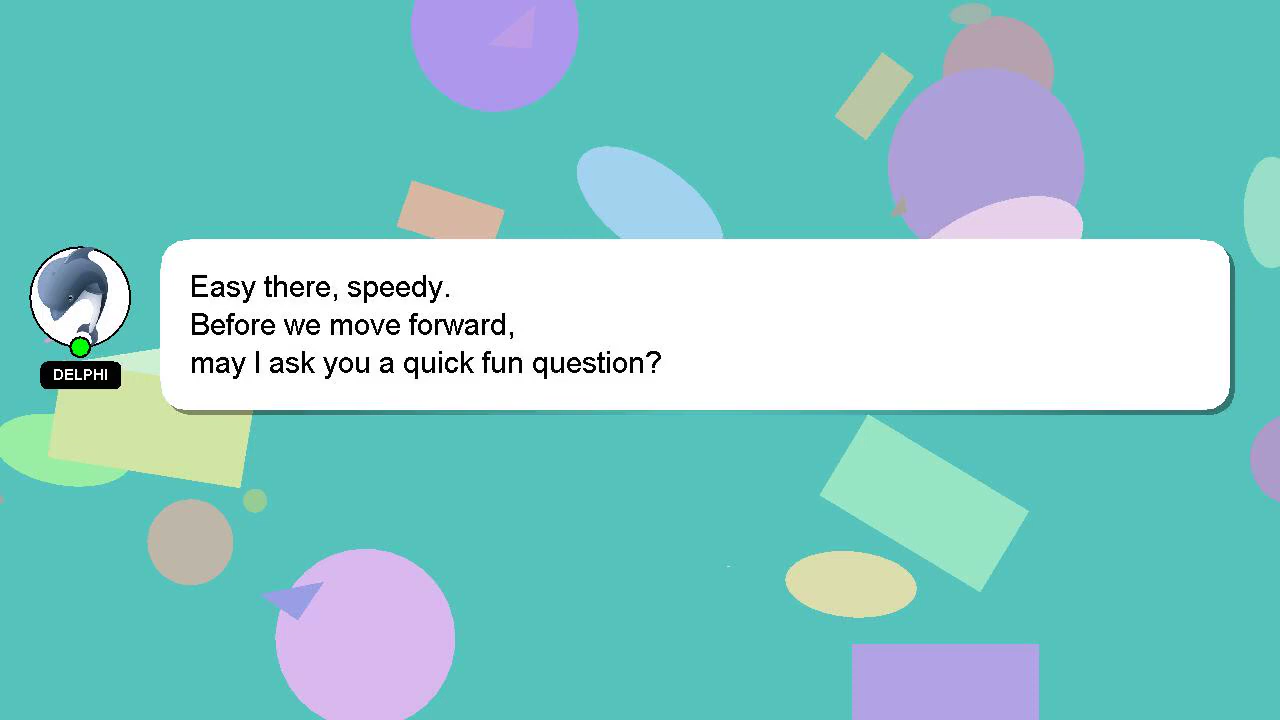 Easy there, speedy.
Before we move forward,
may I ask you a quick fun question?
DELPHI